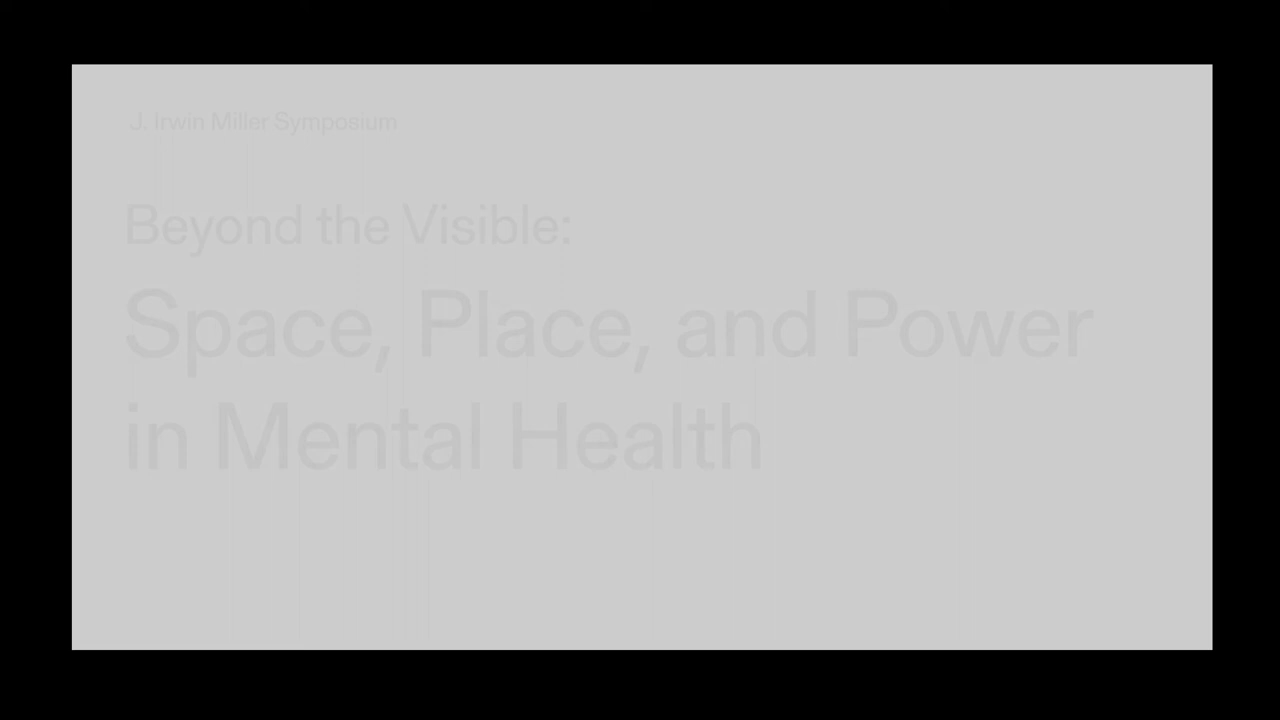 J. Irwin Miller Symposium
Beyond the Visible:
Space, Place, and Power
in Mental Health